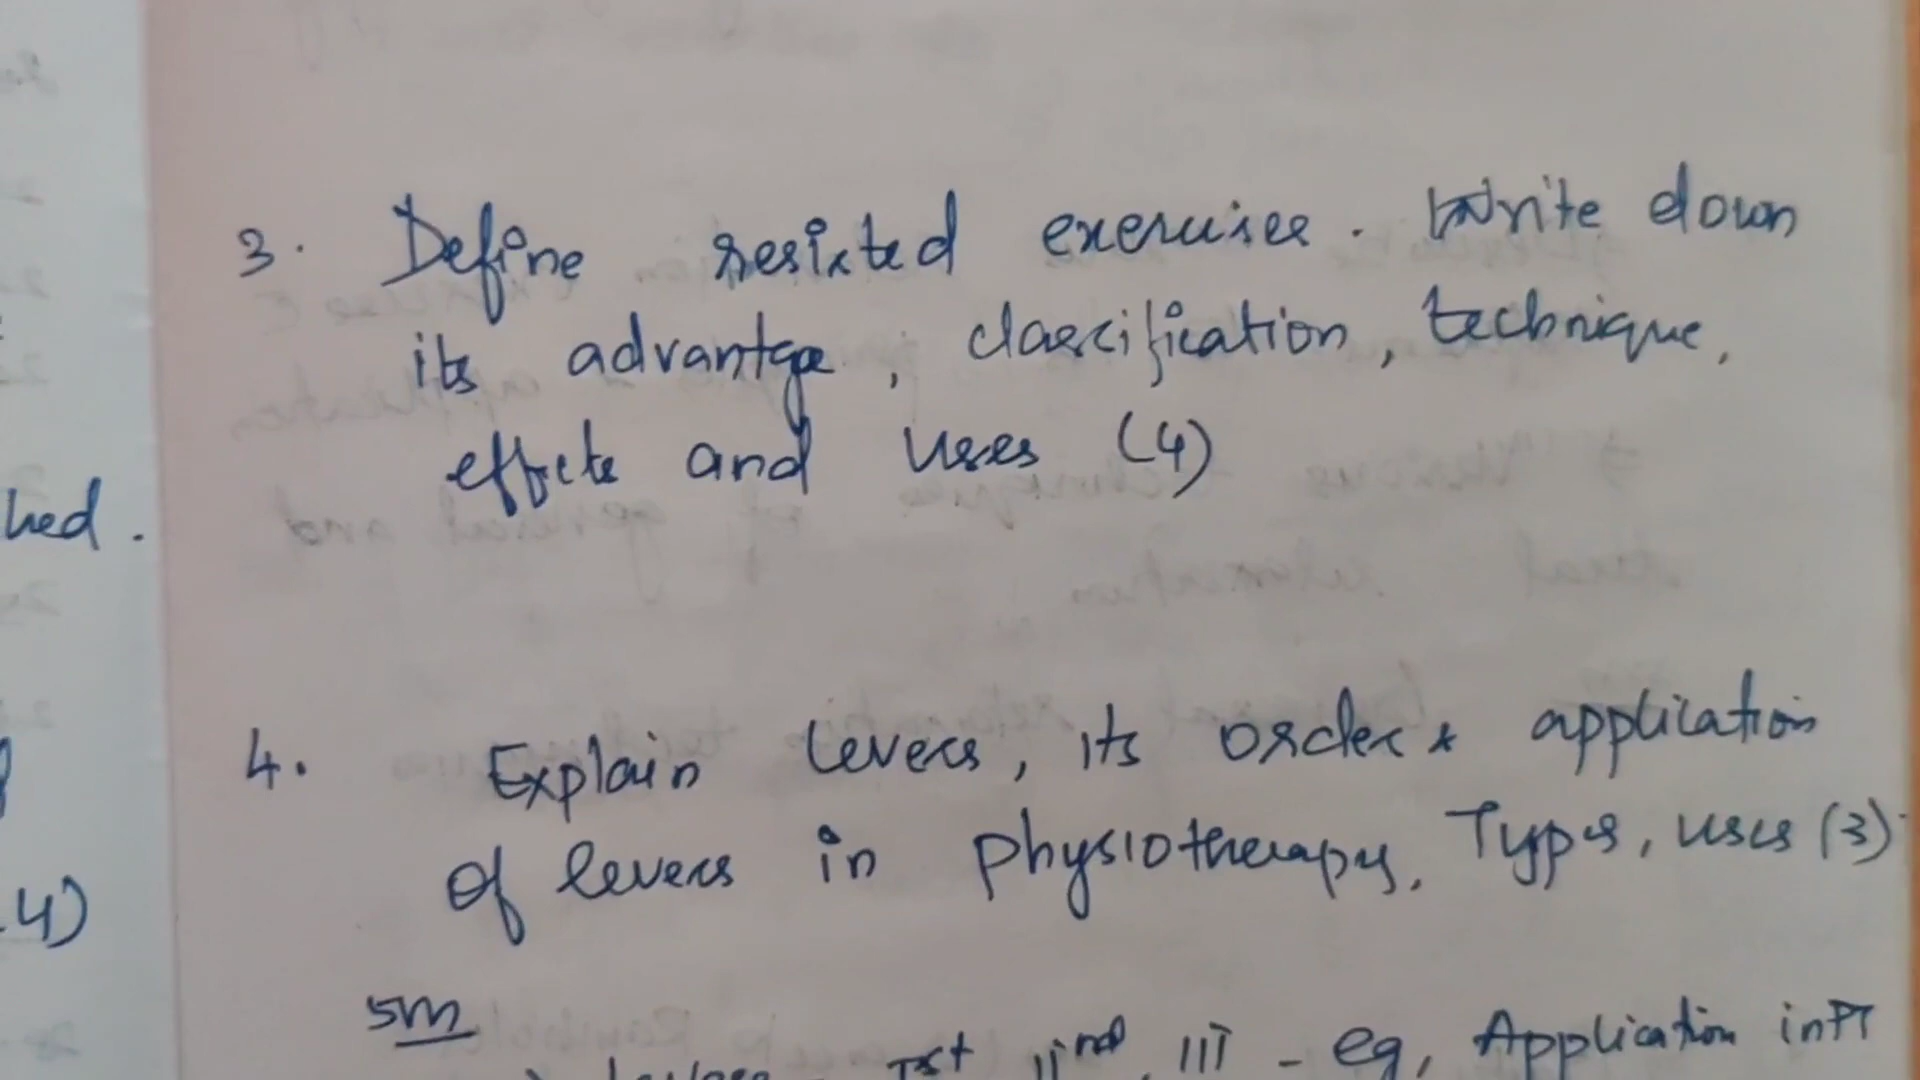 3. Define resisted exercises. Write down
its advantage, classification, technique,
effects and uses (4)
hed.
4. Explain levers, its order & application
of levers in physiotherapy, Types, uses (3)
4)
5m
Ist IInd, III - eg, Application in PT